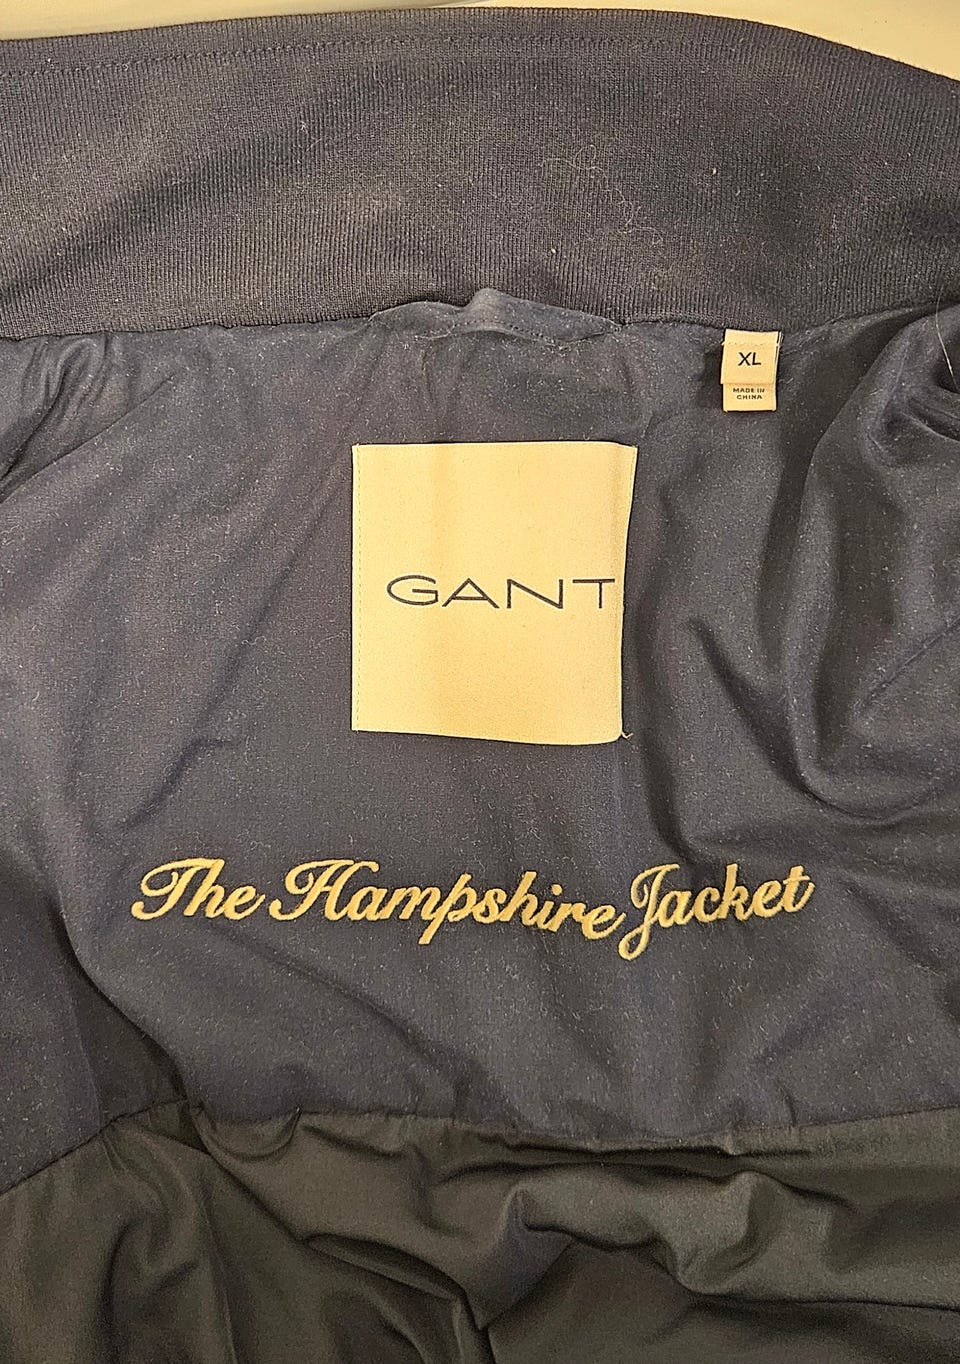 XL
MADE IN
CHINA
GANT
The Hampshire Jacket